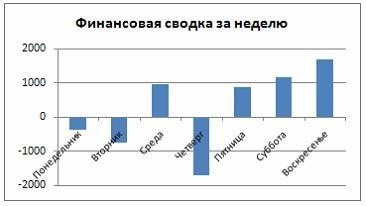 Финансовая сводка за неделю
2000
1000
0
-1000
-2000
Понедельник
Вторник
Среда
Четверг
Пятница
Суббота
Воскресенье